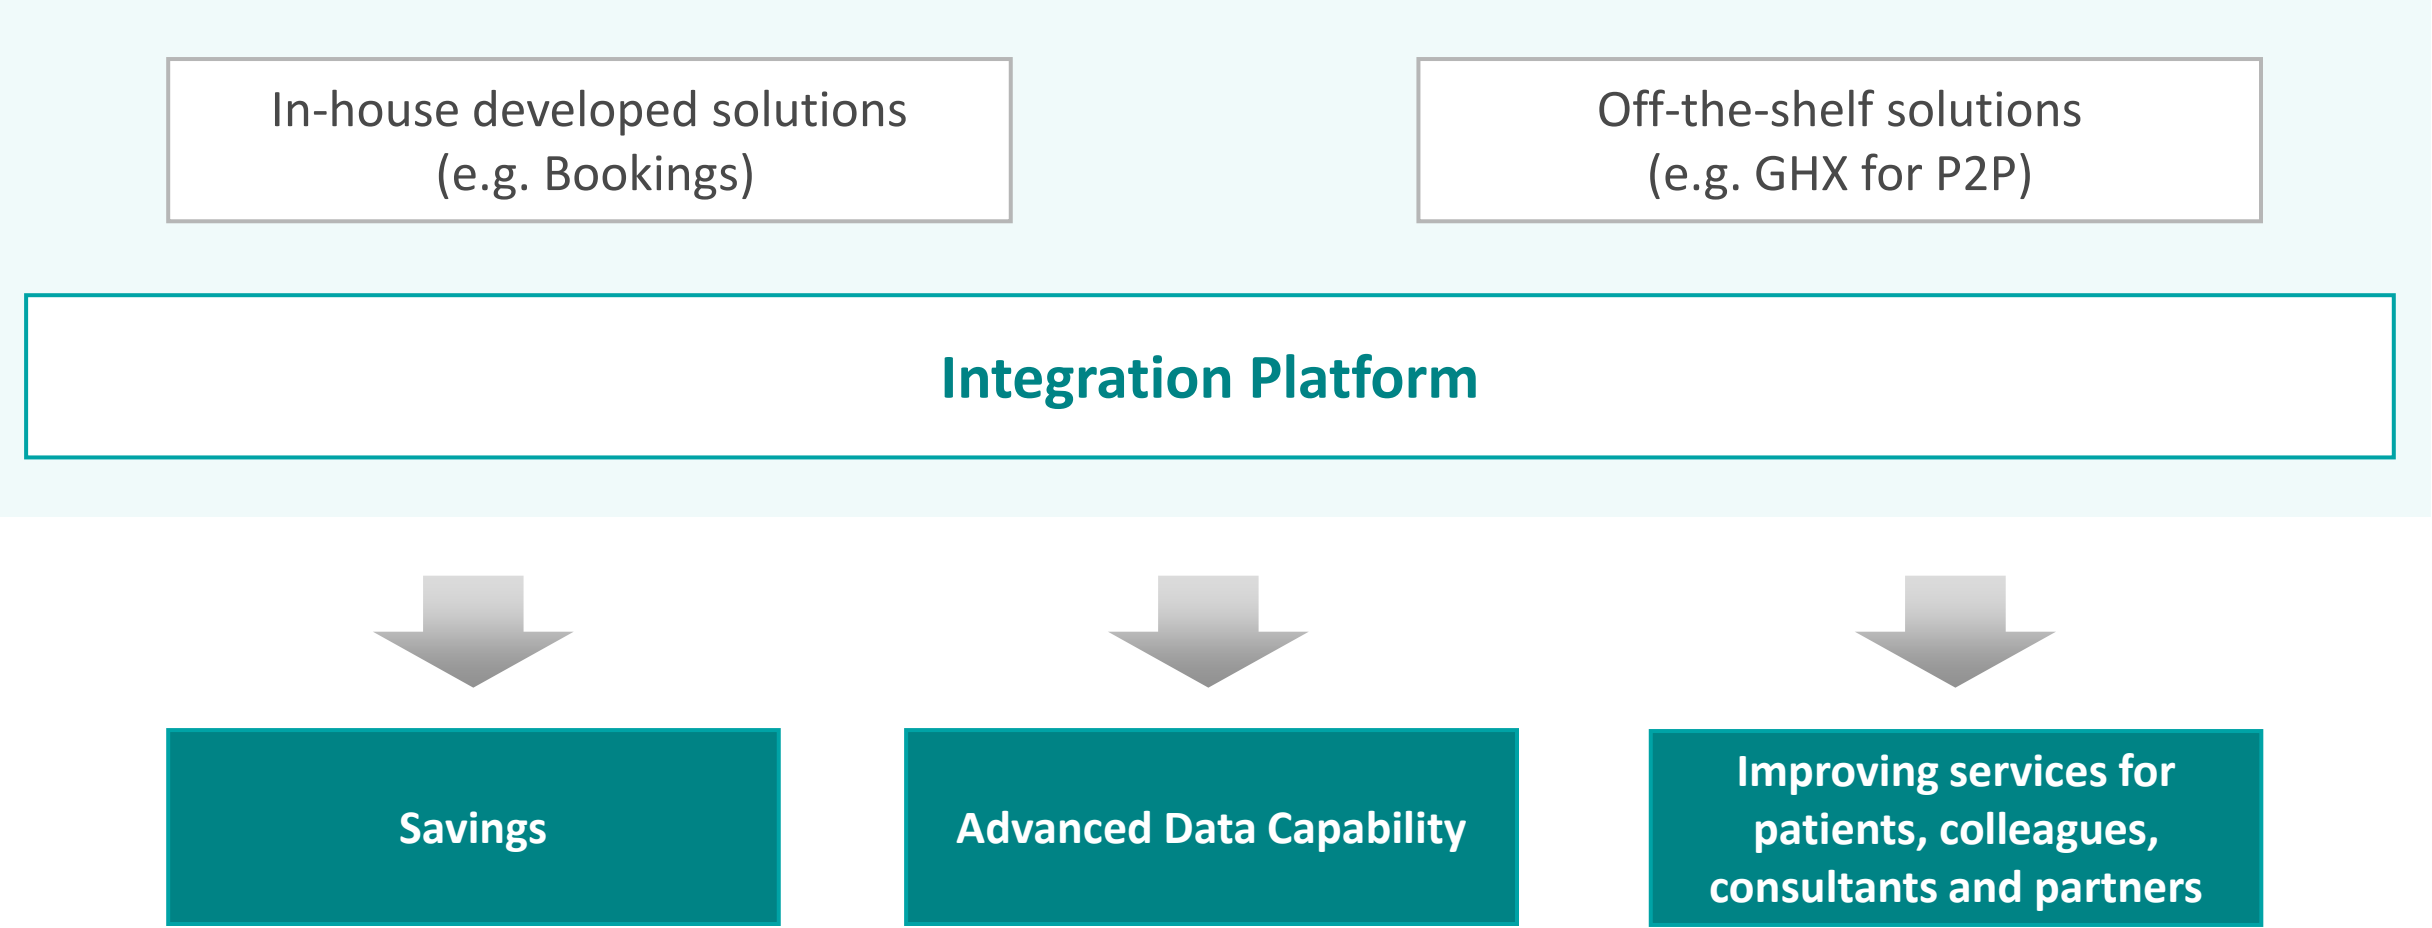 In-house developed solutions
(e.g. Bookings)
Off-the-shelf solutions
(e.g. GHX for P2P)
Integration Platform
Savings
Advanced Data Capability
Improving services for
patients, colleagues,
consultants and partners